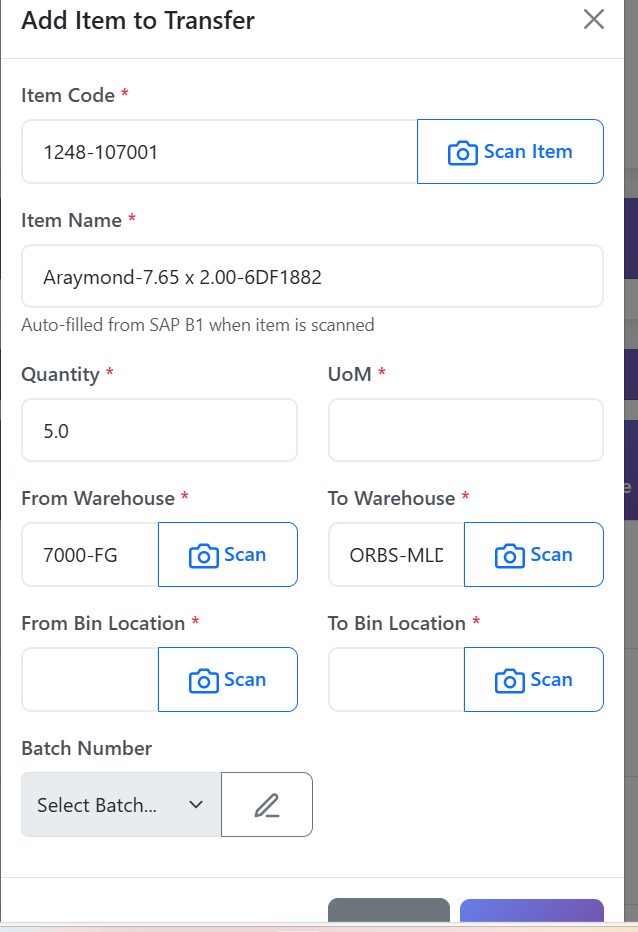 Add Item to Transfer
Item Code *
1248-107001
Scan Item
Item Name *
Araymond-7.65 x 2.00-6DF1882
Auto-filled from SAP B1 when item is scanned
Quantity *
UoM *
5.0
From Warehouse *
To Warehouse *
7000-FG
Scan
ORBS-MLD
Scan
From Bin Location *
To Bin Location *
Scan
Scan
Batch Number
Select Batch...